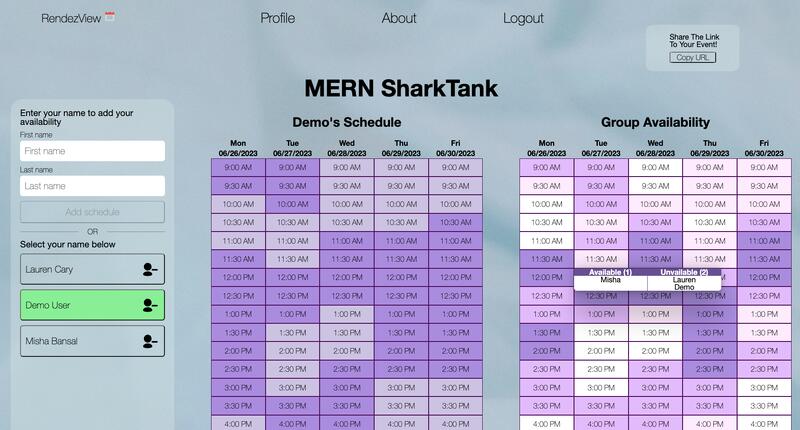 RendezView
Profile
About
Logout
Share The Link
To Your Event!
Copy URL
MERN SharkTank
Enter your name to add your
availability
First name
First name
Last name
Last name
Add schedule
OR
Select your name below
Lauren Cary
Demo User
Misha Bansal
Demo's Schedule
Mon Tue Wed Thu Fri
06/26/2023 06/27/2023 06/28/2023 06/29/2023 06/30/2023
9:00 AM 9:00 AM 9:00 AM 9:00 AM 9:00 AM
9:30 AM 9:30 AM 9:30 AM 9:30 AM 9:30 AM
10:00 AM 10:00 AM 10:00 AM 10:00 AM 10:00 AM
10:30 AM 10:30 AM 10:30 AM 10:30 AM 10:30 AM
11:00 AM 11:00 AM 11:00 AM 11:00 AM 11:00 AM
11:30 AM 11:30 AM 11:30 AM 11:30 AM 11:30 AM
12:00 PM 12:00 PM 12:00 PM 12:00 PM 12:00 PM
12:30 PM 12:30 PM 12:30 PM 12:30 PM 12:30 PM
1:00 PM 1:00 PM 1:00 PM 1:00 PM 1:00 PM
1:30 PM 1:30 PM 1:30 PM 1:30 PM 1:30 PM
2:00 PM 2:00 PM 2:00 PM 2:00 PM 2:00 PM
2:30 PM 2:30 PM 2:30 PM 2:30 PM 2:30 PM
3:00 PM 3:00 PM 3:00 PM 3:00 PM 3:00 PM
3:30 PM 3:30 PM 3:30 PM 3:30 PM 3:30 PM
4:00 PM 4:00 PM 4:00 PM 4:00 PM 4:00 PM
Group Availability
Mon Tue Wed Thu Fri
06/26/2023 06/27/2023 06/28/2023 06/29/2023 06/30/2023
9:00 AM 9:00 AM 9:00 AM 9:00 AM 9:00 AM
9:30 AM 9:30 AM 9:30 AM 9:30 AM 9:30 AM
10:00 AM 10:00 AM 10:00 AM 10:00 AM 10:00 AM
10:30 AM 10:30 AM 10:30 AM 10:30 AM 10:30 AM
11:00 AM 11:00 AM 11:00 AM 11:00 AM 11:00 AM
11:30 AM 11:30 AM 11:30 AM 11:30 AM 11:30 AM
12:00 PM 12:00 PM
Available (1) Unvailable (2)
Misha Lauren
Demo
12:30 PM 12:30 PM 12:30 PM 12:30 PM 12:30 PM
1:00 PM 1:00 PM 1:00 PM 1:00 PM 1:00 PM
1:30 PM 1:30 PM 1:30 PM 1:30 PM 1:30 PM
2:00 PM 2:00 PM 2:00 PM 2:00 PM 2:00 PM
2:30 PM 2:30 PM 2:30 PM 2:30 PM 2:30 PM
3:00 PM 3:00 PM 3:00 PM 3:00 PM 3:00 PM
3:30 PM 3:30 PM 3:30 PM 3:30 PM 3:30 PM
4:00 PM 4:00 PM 4:00 PM 4:00 PM 4:00 PM